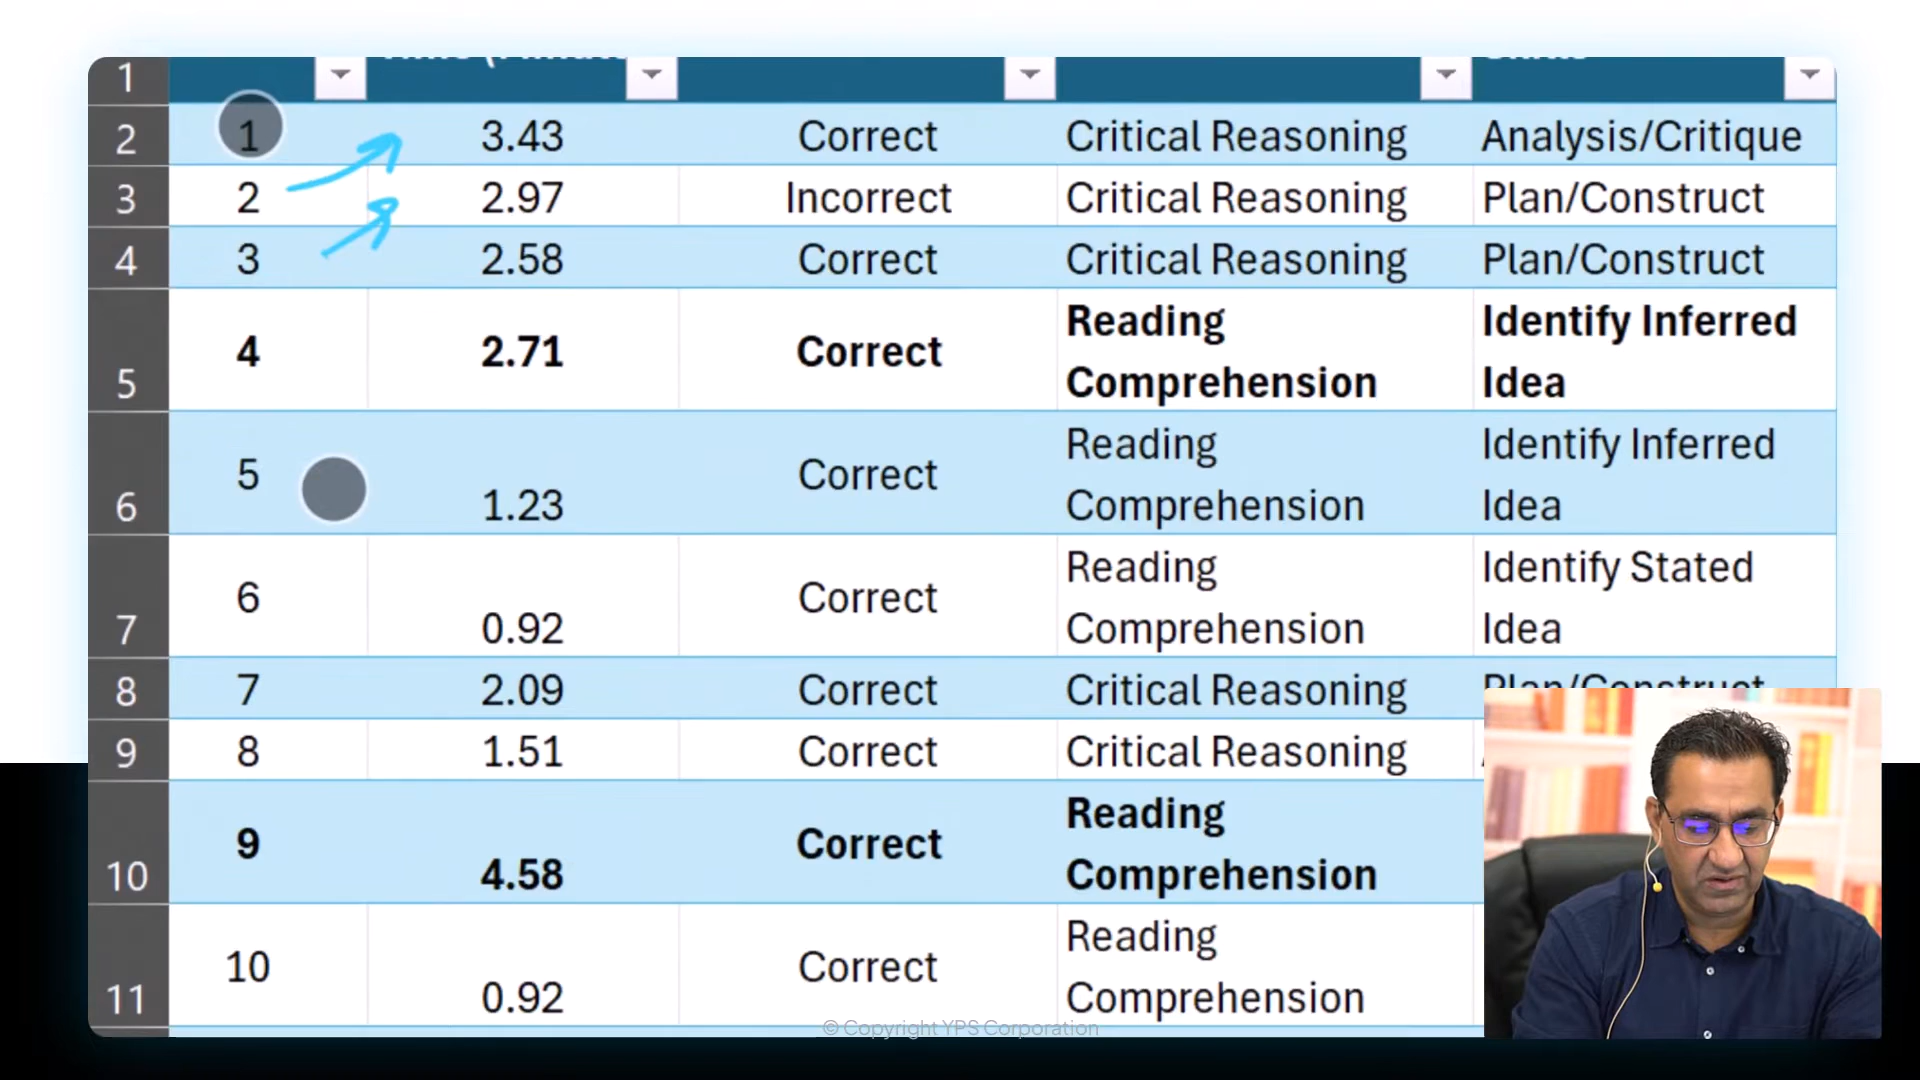 1
2 1 3.43 Correct Critical Reasoning Analysis/Critique
3 2 2.97 Incorrect Critical Reasoning Plan/Construct
4 3 2.58 Correct Critical Reasoning Plan/Construct
5 4 2.71 Correct Reading Comprehension Identify Inferred Idea
6 5 1.23 Correct Reading Comprehension Identify Inferred Idea
7 6 0.92 Correct Reading Comprehension Identify Stated Idea
8 7 2.09 Correct Critical Reasoning Plan/Construct
9 8 1.51 Correct Critical Reasoning
10 9 4.58 Correct Reading Comprehension
11 10 0.92 Correct Reading Comprehension
© Copyright YPS Corporation